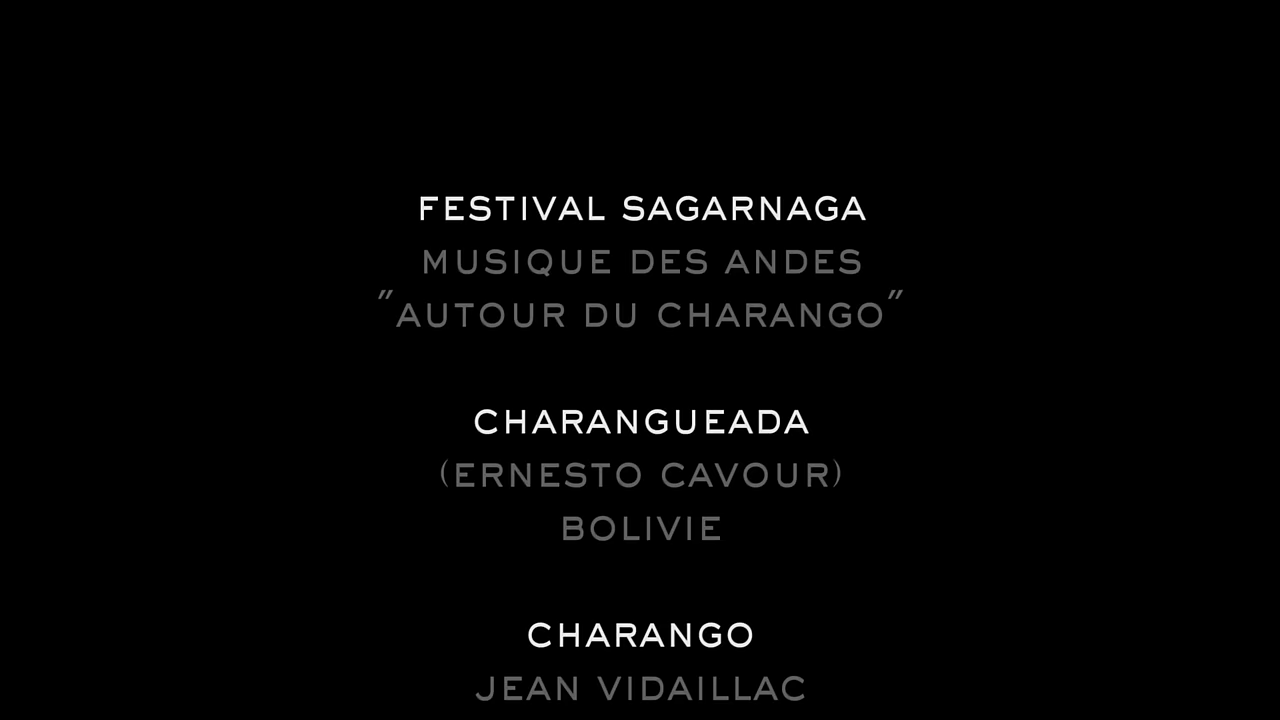 FESTIVAL SAGARNAGA
MUSIQUE DES ANDES
"AUTOUR DU CHARANGO"
CHARANGUEADA
(ERNESTO CAVOUR)
BOLIVIE
CHARANGO
JEAN VIDAILLAC